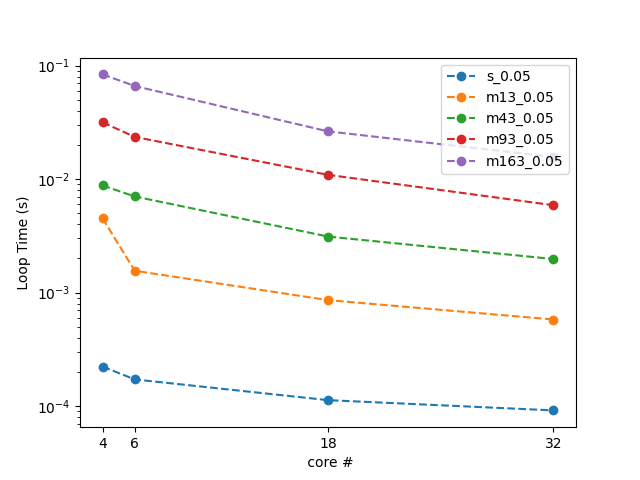 10⁻¹
10⁻²
10⁻³
10⁻⁴
Loop Time (s)
s_0.05
m13_0.05
m43_0.05
m93_0.05
m163_0.05
4 6 18 32
core #